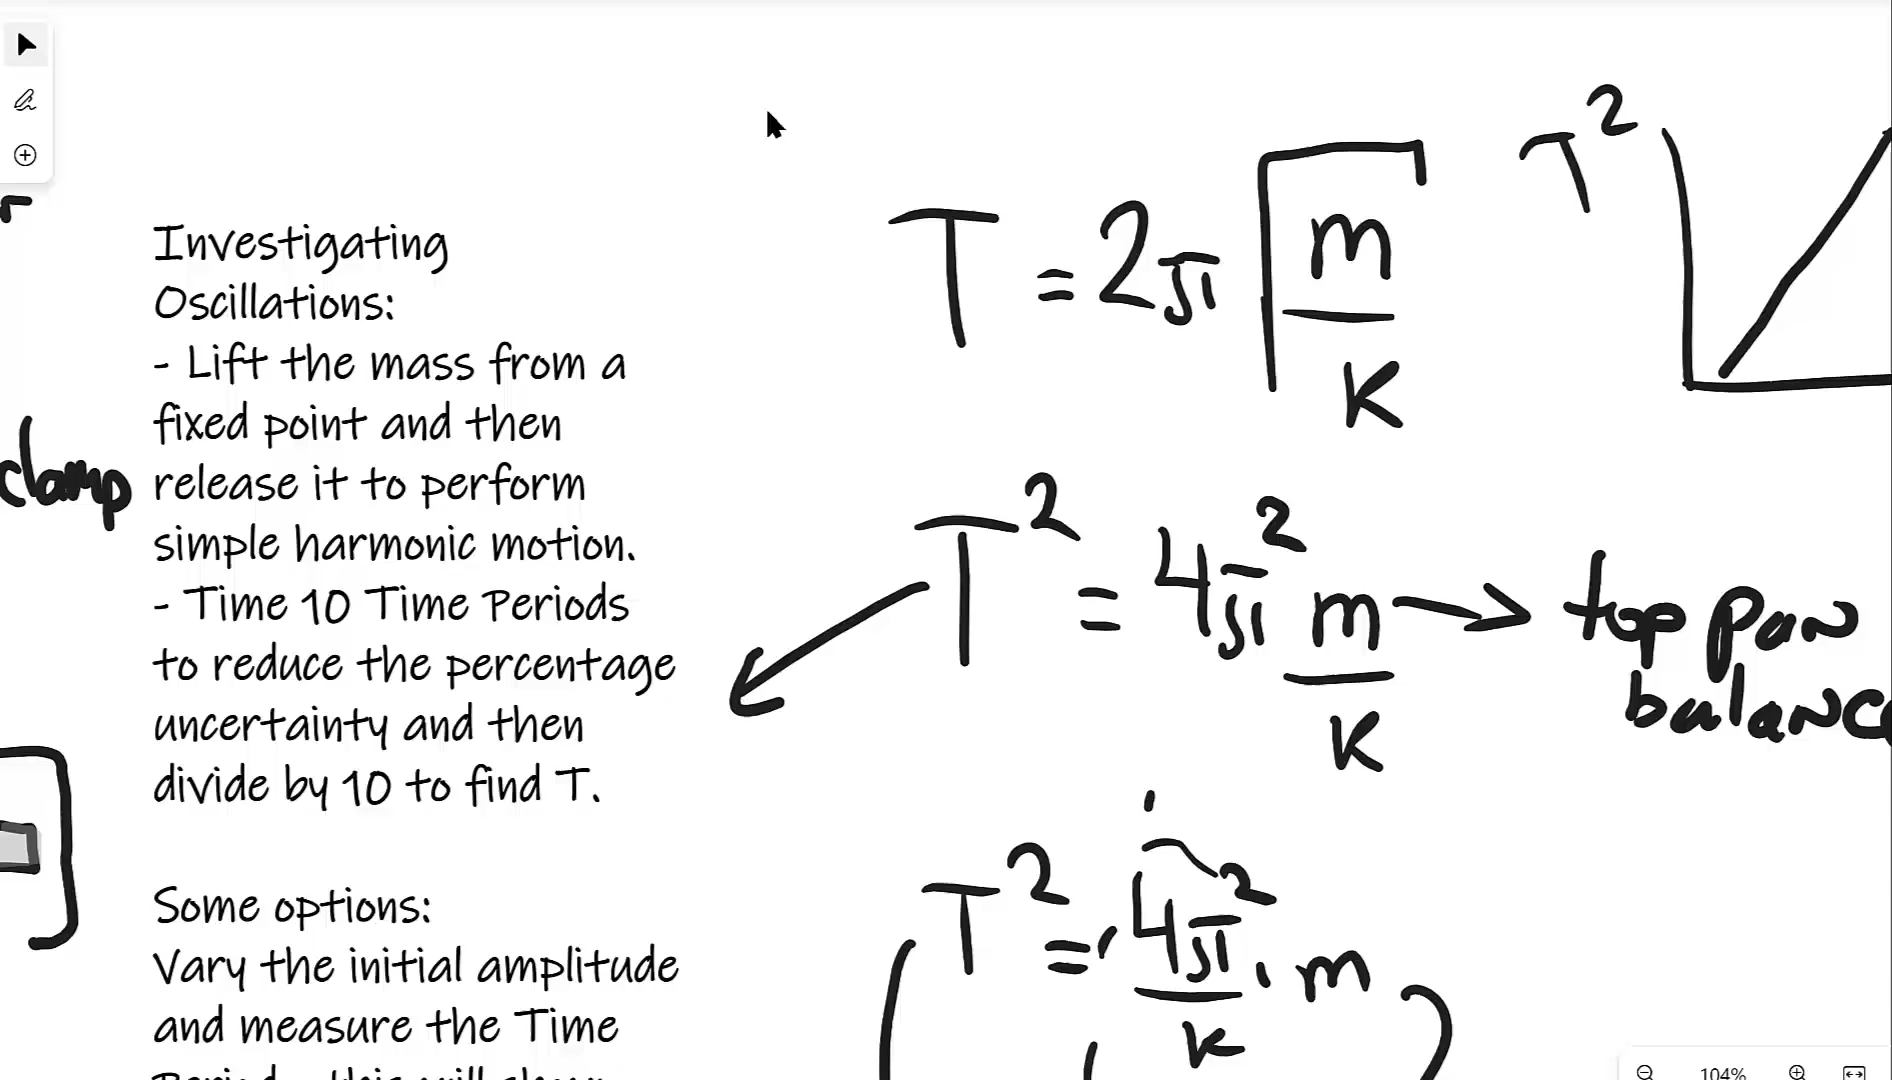 Investigating
Oscillations:
- Lift the mass from a
fixed point and then
release it to perform
simple harmonic motion.
- Time 10 Time Periods
to reduce the percentage
uncertainty and then
divide by 10 to find T.
Some options:
Vary the initial amplitude
and measure the Time
clamp
T = 2π √(m/K)
T²
T² = 4π² m/K → top pan
balance
T² = 4π²/K · m
104%